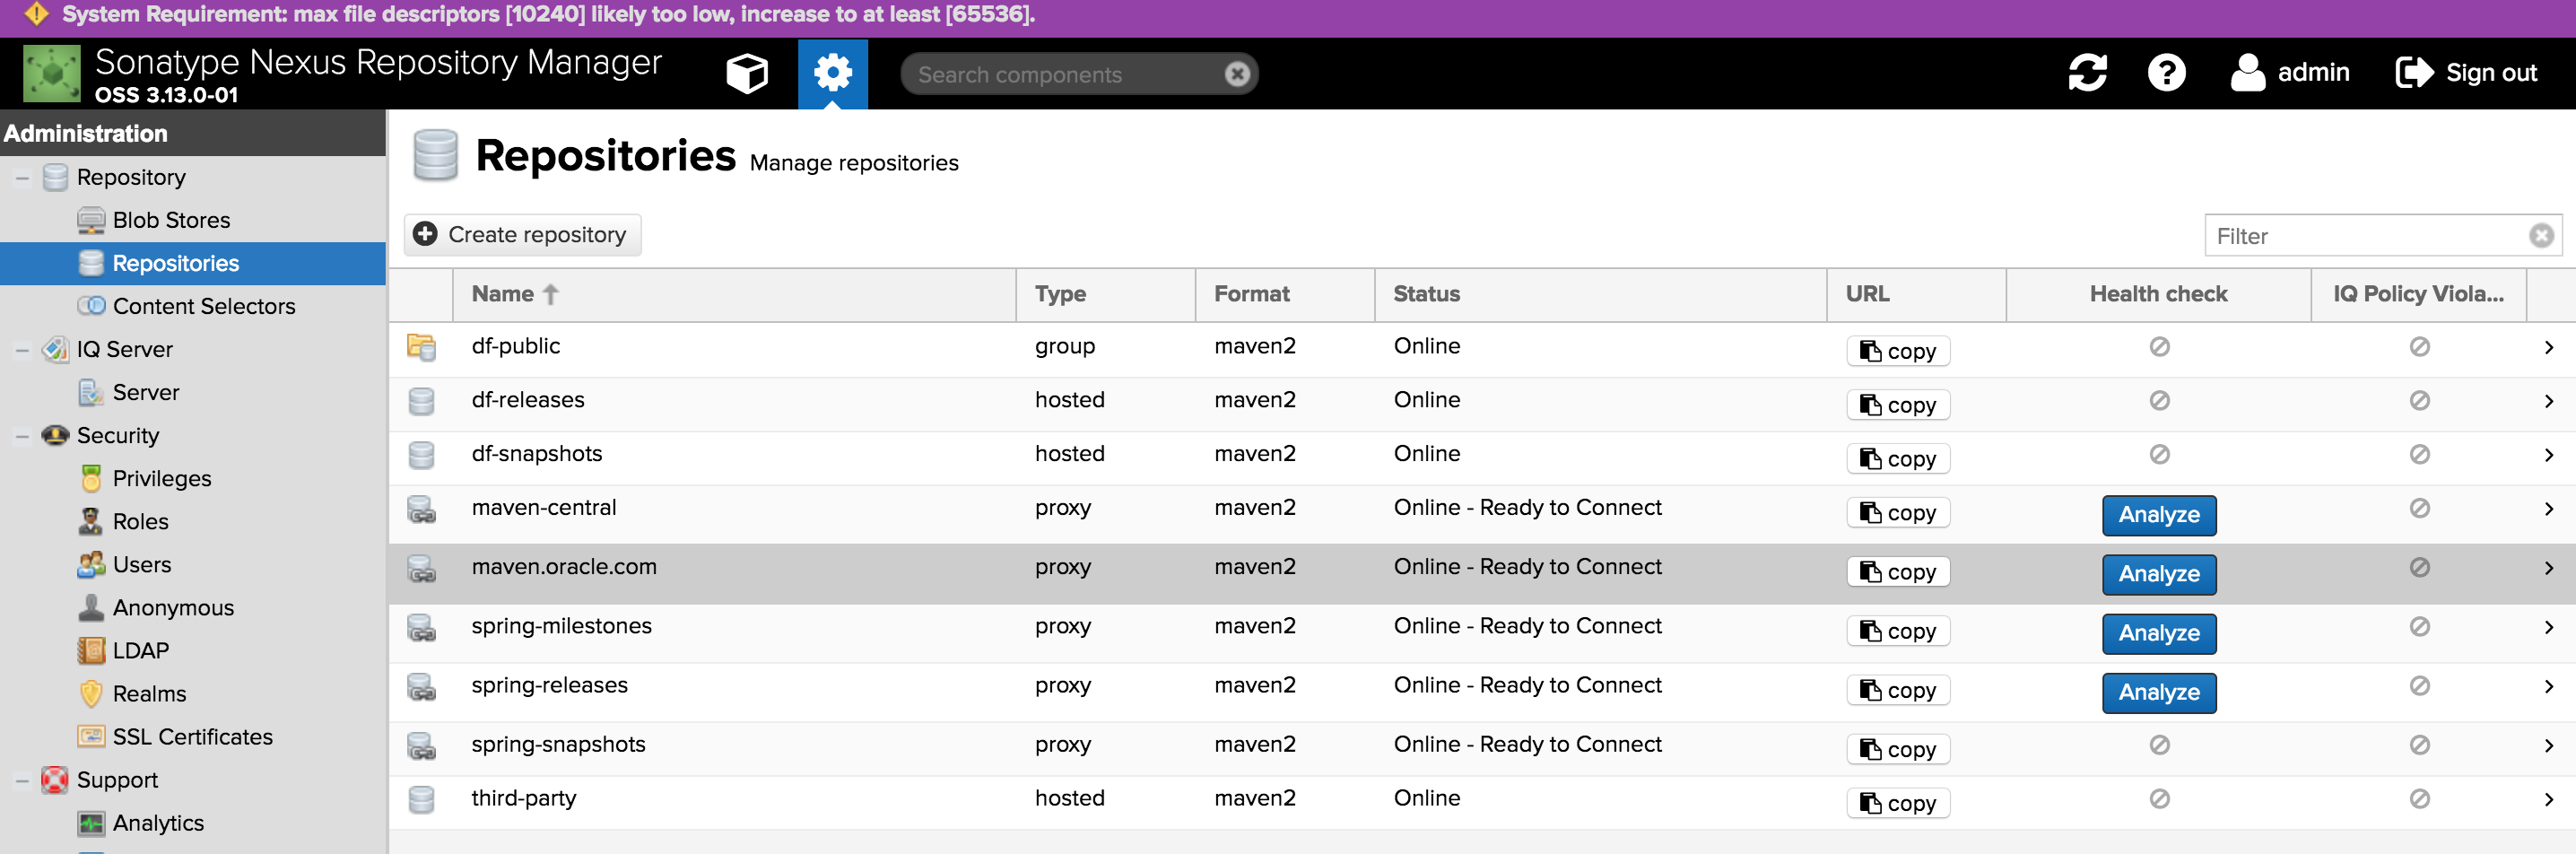 System Requirement: max file descriptors [10240] likely too low, increase to at least [65536].
Sonatype Nexus Repository Manager
OSS 3.13.0-01
Search components
admin
Sign out
Administration
Repository
Blob Stores
Repositories
Content Selectors
IQ Server
Server
Security
Privileges
Roles
Users
Anonymous
LDAP
Realms
SSL Certificates
Support
Analytics
Repositories Manage repositories
Create repository
Filter
Name Type Format Status URL Health check IQ Policy Viola...
df-public group maven2 Online copy
df-releases hosted maven2 Online copy
df-snapshots hosted maven2 Online copy
maven-central proxy maven2 Online - Ready to Connect copy Analyze
maven.oracle.com proxy maven2 Online - Ready to Connect copy Analyze
spring-milestones proxy maven2 Online - Ready to Connect copy Analyze
spring-releases proxy maven2 Online - Ready to Connect copy Analyze
spring-snapshots proxy maven2 Online - Ready to Connect copy
third-party hosted maven2 Online copy